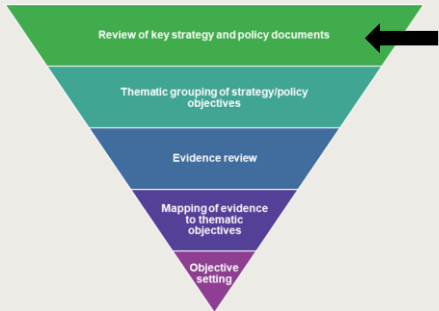 Review of key strategy and policy documents
Thematic grouping of strategy/policy
objectives
Evidence review
Mapping of evidence
to thematic
objectives
Objective
setting